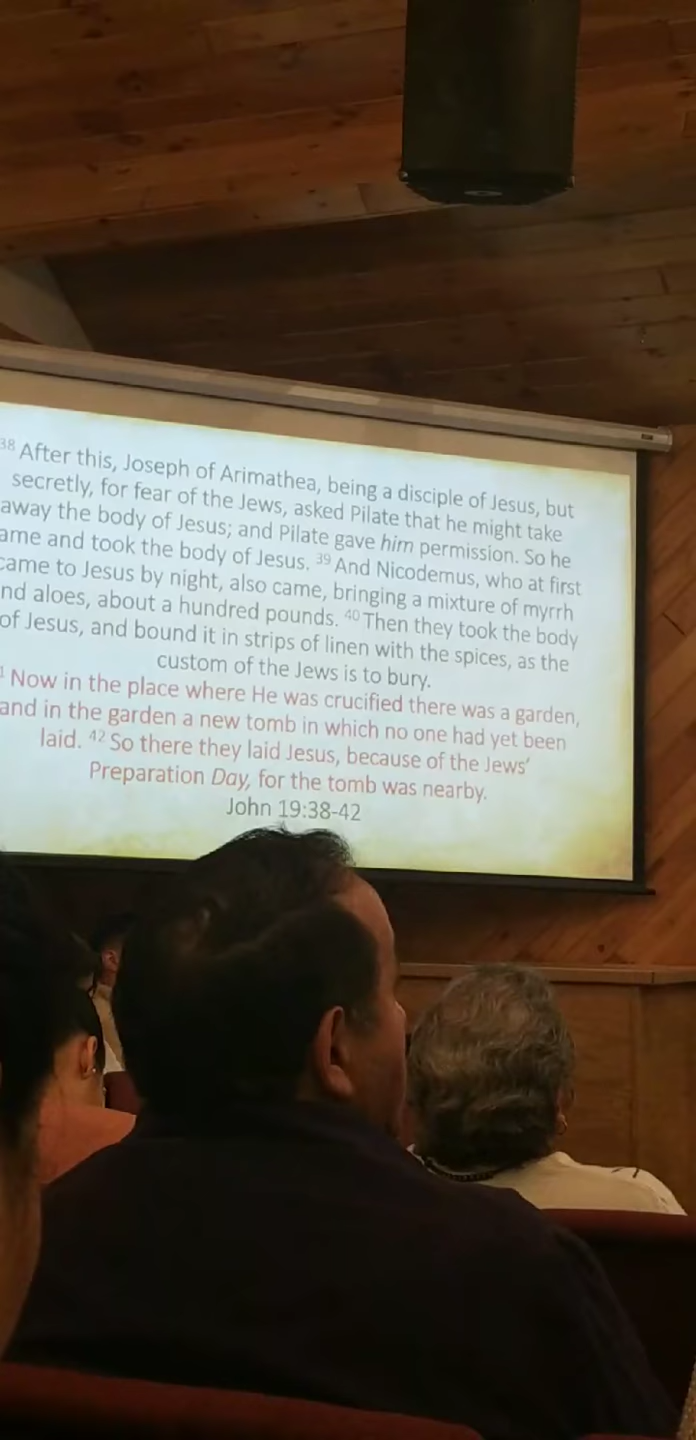 38 After this, Joseph of Arimathea, being a disciple of Jesus, but
secretly, for fear of the Jews, asked Pilate that he might take
away the body of Jesus; and Pilate gave him permission. So he
ame and took the body of Jesus. 39 And Nicodemus, who at first
came to Jesus by night, also came, bringing a mixture of myrrh
nd aloes, about a hundred pounds. 40 Then they took the body
of Jesus, and bound it in strips of linen with the spices, as the
custom of the Jews is to bury.
1 Now in the place where He was crucified there was a garden,
and in the garden a new tomb in which no one had yet been
laid. 42 So there they laid Jesus, because of the Jews'
Preparation Day, for the tomb was nearby.
John 19:38-42